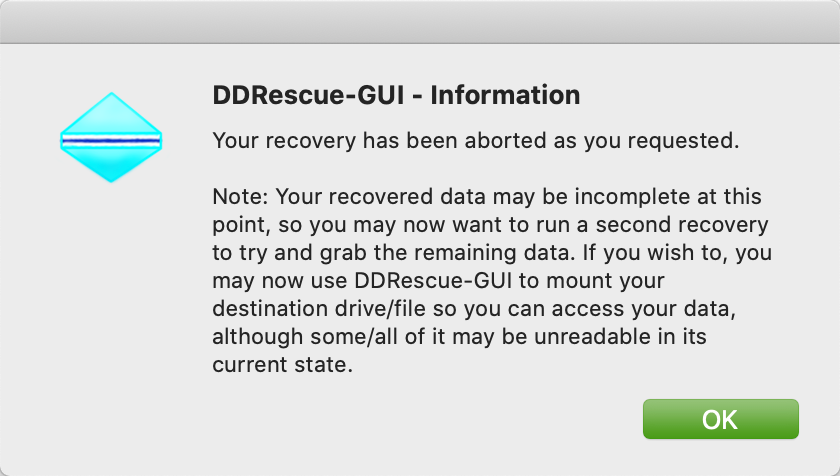 DDRescue-GUI - Information
Your recovery has been aborted as you requested.
Note: Your recovered data may be incomplete at this
point, so you may now want to run a second recovery
to try and grab the remaining data. If you wish to, you
may now use DDRescue-GUI to mount your
destination drive/file so you can access your data,
although some/all of it may be unreadable in its
current state.
OK